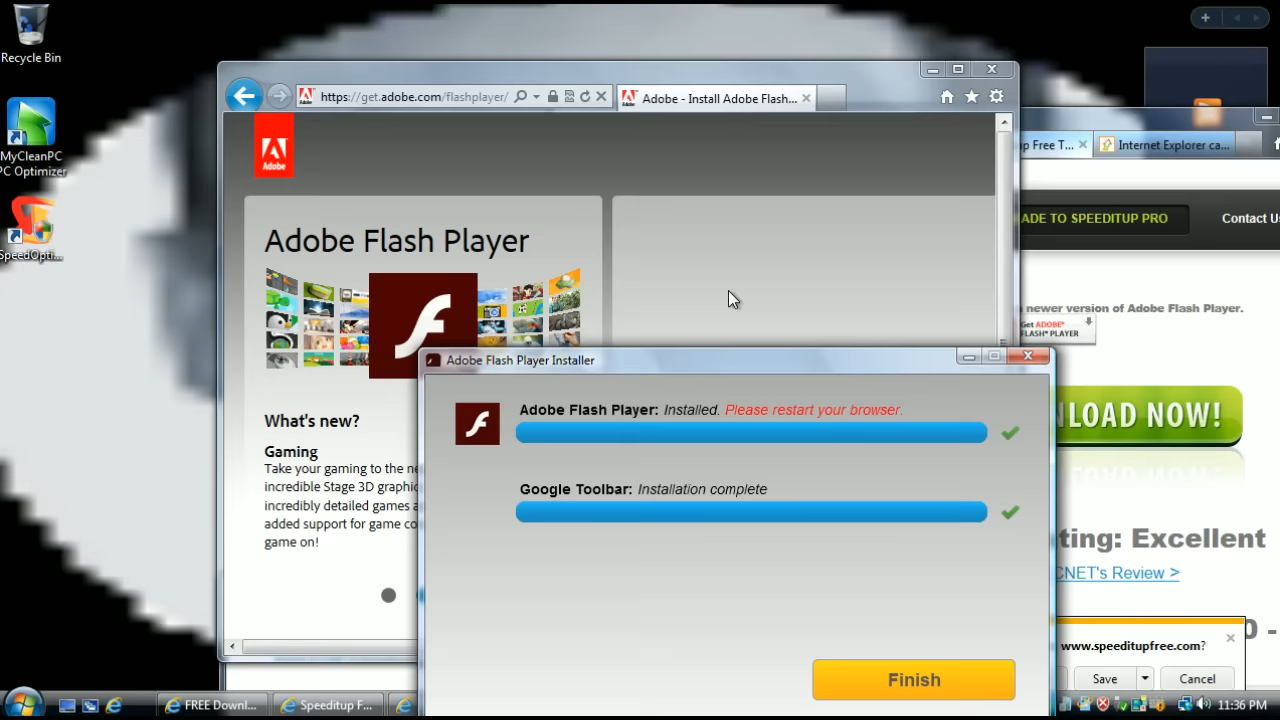 Recycle Bin
MyCleanPC
PC Optimizer
SpeedOpti...
https://get.adobe.com/flashplayer/
Adobe - Install Adobe Flash...
Adobe
Adobe Flash Player
What's new?
Gaming
Take your gaming to the ne
incredible Stage 3D graphic
incredibly detailed games a
added support for game co
game on!
Adobe Flash Player Installer
Adobe Flash Player: Installed. Please restart your browser.
Google Toolbar: Installation complete
Finish
up Free T...
Internet Explorer ca...
ADE TO SPEEDITUP PRO
Contact Us
newer version of Adobe Flash Player.
Get ADOBE®
FLASH® PLAYER
NLOAD NOW!
ting: Excellent
CNET's Review >
0 -
www.speeditupfree.com?
Save
Cancel
FREE Downl...
Speeditup F...
11:36 PM